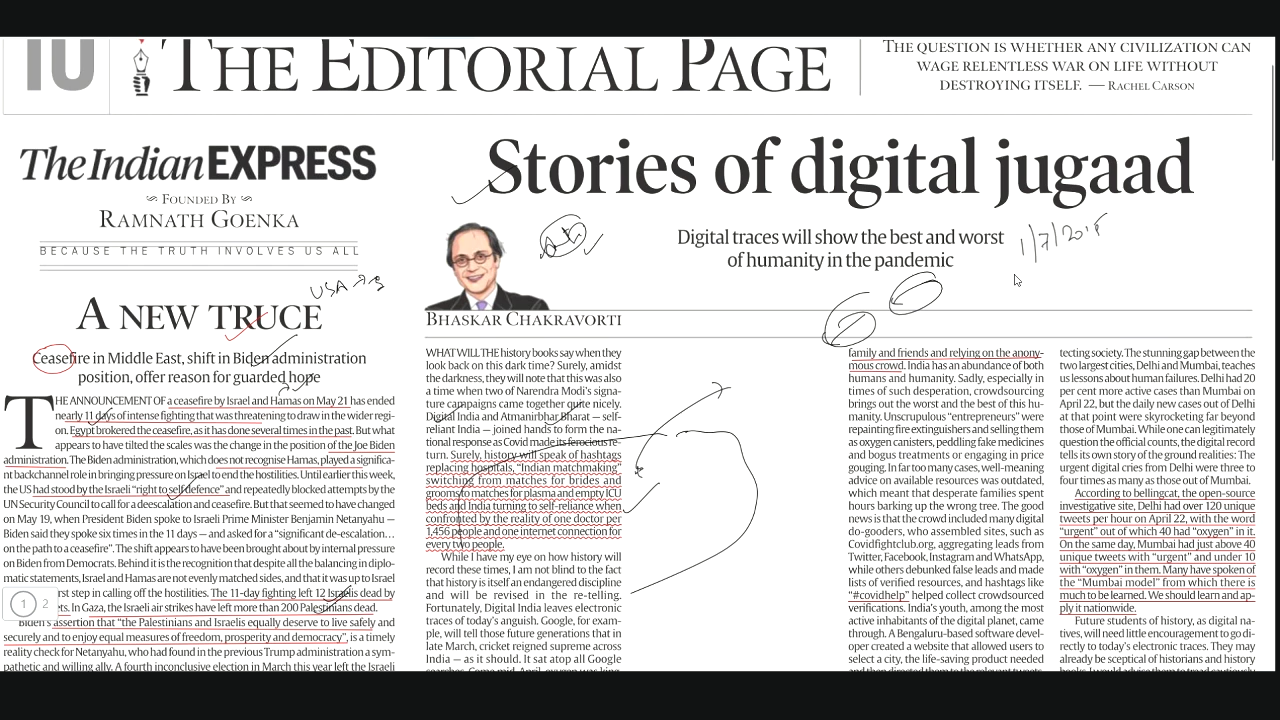 10
THE EDITORIAL PAGE
THE QUESTION IS WHETHER ANY CIVILIZATION CAN
WAGE RELENTLESS WAR ON LIFE WITHOUT
DESTROYING ITSELF. — RACHEL CARSON
The Indian EXPRESS
FOUNDED BY
RAMNATH GOENKA
BECAUSE THE TRUTH INVOLVES US ALL
USA
A NEW TRUCE
Ceasefire in Middle East, shift in Biden administration
position, offer reason for guarded hope
THE ANNOUNCEMENT OF a ceasefire by Israel and Hamas on May 21 has ended
nearly 11 days of intense fighting that was threatening to draw in the wider regi-
on. Egypt brokered the ceasefire, as it has done several times in the past. But what
appears to have tilted the scales was the change in the position of the Joe Biden
administration. The Biden administration, which does not recognise Hamas, played a significa-
nt backchannel role in bringing pressure on Israel to end the hostilities. Until earlier this week,
the US had stood by the Israeli "right to self defence" and repeatedly blocked attempts by the
UN Security Council to call for a deescalation and ceasefire. But that seemed to have changed
on May 19, when President Biden spoke to Israeli Prime Minister Benjamin Netanyahu —
Biden said they spoke six times in the 11 days — and asked for a "significant de-escalation…
on the path to a ceasefire". The shift appears to have been brought about by internal pressure
on Biden from Democrats. Behind it is the recognition that despite all the balancing in diplo-
matic statements, Israel and Hamas are not evenly matched sides, and that it was up to Israel
rst step in calling off the hostilities. The 11-day fighting left 12 Israelis dead by
ets. In Gaza, the Israeli air strikes have left more than 200 Palestinians dead.
1 2
Biden's assertion that "the Palestinians and Israelis equally deserve to live safely and
securely and to enjoy equal measures of freedom, prosperity and democracy", is a timely
reality check for Netanyahu, who had found in the previous Trump administration a sym-
pathetic and willing ally. A fourth inconclusive election in March this year left the Israeli
Stories of digital jugaad
Digital traces will show the best and worst
of humanity in the pandemic
BHASKAR CHAKRAVORTI
WHAT WILL THE history books say when they
look back on this dark time? Surely, amidst
the darkness, they will note that this was also
a time when two of Narendra Modi's signa-
ture campaigns came together quite nicely.
Digital India and Atmanirbhar Bharat — self-
reliant India — joined hands to form the na-
tional response as Covid made its ferocious re-
turn. Surely, history will speak of hashtags
replacing hospitals, "Indian matchmaking"
switching from matches for brides and
grooms to matches for plasma and empty ICU
beds and India turning to self-reliance when
confronted by the reality of one doctor per
1,456 people and one internet connection for
every two people.
While I have my eye on how history will
record these times, I am not blind to the fact
that history is itself an endangered discipline
and will be revised in the re-telling.
Fortunately, Digital India leaves electronic
traces of today's anguish. Google, for exam-
ple, will tell those future generations that in
late March, cricket reigned supreme across
India — as it should. It sat atop all Google
family and friends and relying on the anony-
mous crowd. India has an abundance of both
humans and humanity. Sadly, especially in
times of such desperation, crowdsourcing
brings out the worst and the best of this hu-
manity. Unscrupulous "entrepreneurs" were
repainting fire extinguishers and selling them
as oxygen canisters, peddling fake medicines
and bogus treatments or engaging in price
gouging. In far too many cases, well-meaning
advice on available resources was outdated,
which meant that desperate families spent
hours barking up the wrong tree. The good
news is that the crowd included many digital
do-gooders, who assembled sites, such as
Covidfightclub.org, aggregating leads from
Twitter, Facebook, Instagram and WhatsApp,
while others debunked false leads and made
lists of verified resources, and hashtags like
"#covidhelp" helped collect crowdsourced
verifications. India's youth, among the most
active inhabitants of the digital planet, came
through. A Bengaluru-based software devel-
oper created a website that allowed users to
select a city, the life-saving product needed
and then directed them to the relevant tweets
tecting society. The stunning gap between the
two largest cities, Delhi and Mumbai, teaches
us lessons about human failures. Delhi had 20
per cent more active cases than Mumbai on
April 22, but the daily new cases out of Delhi
at that point were skyrocketing far beyond
those of Mumbai. While one can legitimately
question the official counts, the digital record
tells its own story of the ground realities: The
urgent digital cries from Delhi were three to
four times as many as those out of Mumbai.
According to bellingcat, the open-source
investigative site, Delhi had over 120 unique
tweets per hour on April 22, with the word
"urgent" out of which 40 had "oxygen" in it.
On the same day, Mumbai had just above 40
unique tweets with "urgent" and under 10
with "oxygen" in them. Many have spoken of
the "Mumbai model" from which there is
much to be learned. We should learn and ap-
ply it nationwide.
Future students of history, as digital na-
tives, will need little encouragement to go di-
rectly to today's electronic traces. They may
already be sceptical of historians and history